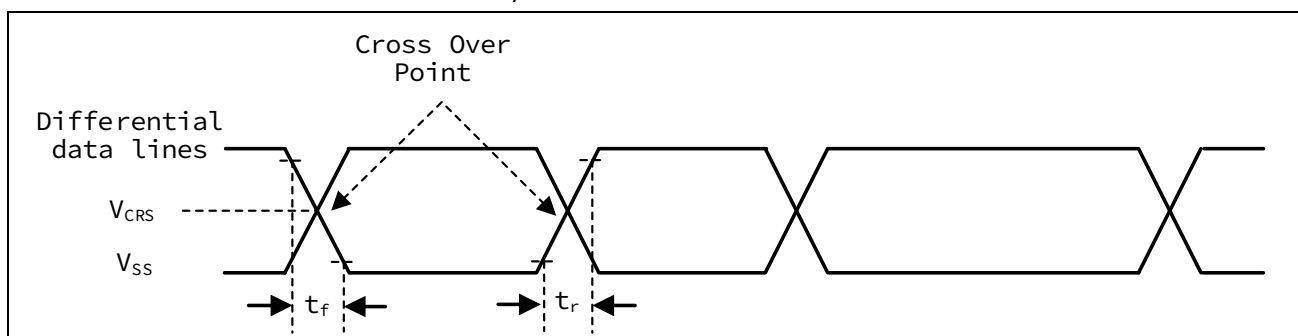 Cross Over
Point
Differential
data lines
VCRS
VSS
tf
tr